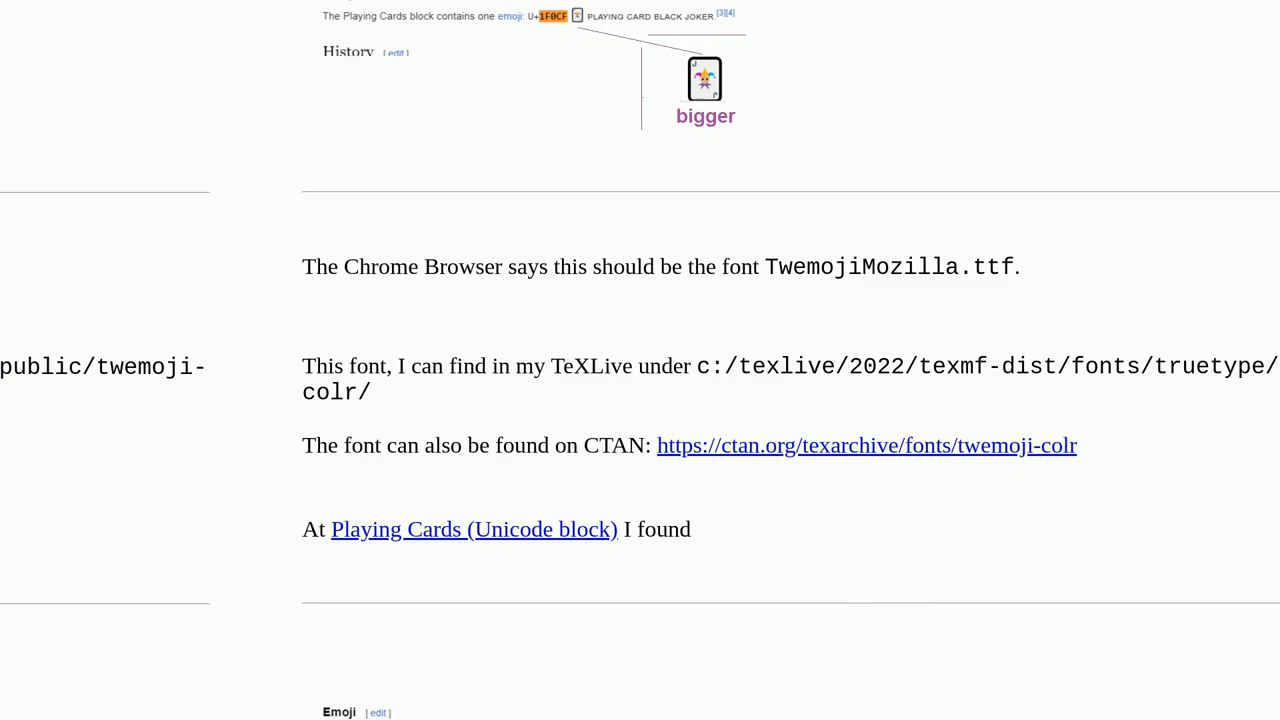 The Playing Cards block contains one emoji: U+1F0CF 🃏 PLAYING CARD BLACK JOKER.[3][4]
History [ edit ]
bigger
The Chrome Browser says this should be the font TwemojiMozilla.ttf.
public/twemoji-
This font, I can find in my TeXLive under c:/texlive/2022/texmf-dist/fonts/truetype/
colr/
The font can also be found on CTAN: https://ctan.org/texarchive/fonts/twemoji-colr
At Playing Cards (Unicode block) I found
Emoji [ edit ]